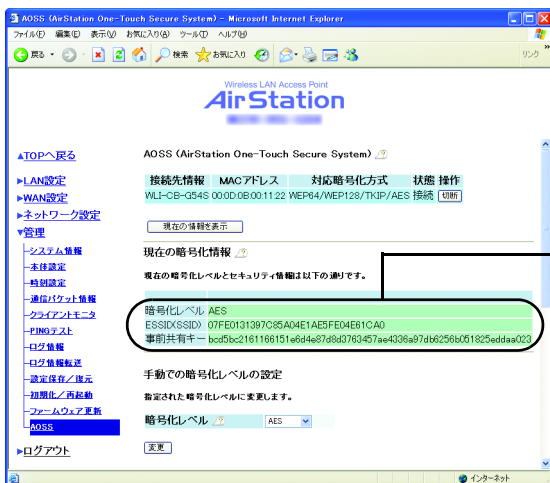 AOSS (AirStation One-Touch Secure System) - Microsoft Internet Explorer
ファイル(F) 編集(E) 表示(V) お気に入り(A) ツール(T) ヘルプ(H)
戻る 検索 お気に入り リンク
Wireless LAN Access Point
AirStation
▲TOPへ戻る
▶LAN設定
▶WAN設定
▶ネットワーク設定
▼管理
システム情報
本体設定
時刻設定
通信パケット情報
クライアントモニタ
PINGテスト
ログ情報
ログ情報転送
設定保存/復元
初期化/再起動
ファームウェア更新
AOSS
▶ログアウト
AOSS (AirStation One-Touch Secure System)
接続先情報 MACアドレス 対応暗号化方式 状態 操作
WLI-CB-G54S 00:0D:0B:00:11:22 WEP64/WEP128/TKIP/AES 接続 切断
現在の情報を表示
現在の暗号化情報
現在の暗号化レベルとセキュリティ情報は以下の通りです。
暗号化レベル AES
ESSID(SSID) 07FE0131397C85A04E1AE5FE04E61CA0
事前共有キー bcd5bc2161166151e6d4e87d8d3763457ae4336a97db6256b051825eddaa023
手動での暗号化レベルの設定
指定された暗号化レベルに変更します。
暗号化レベル AES
変更
インターネット